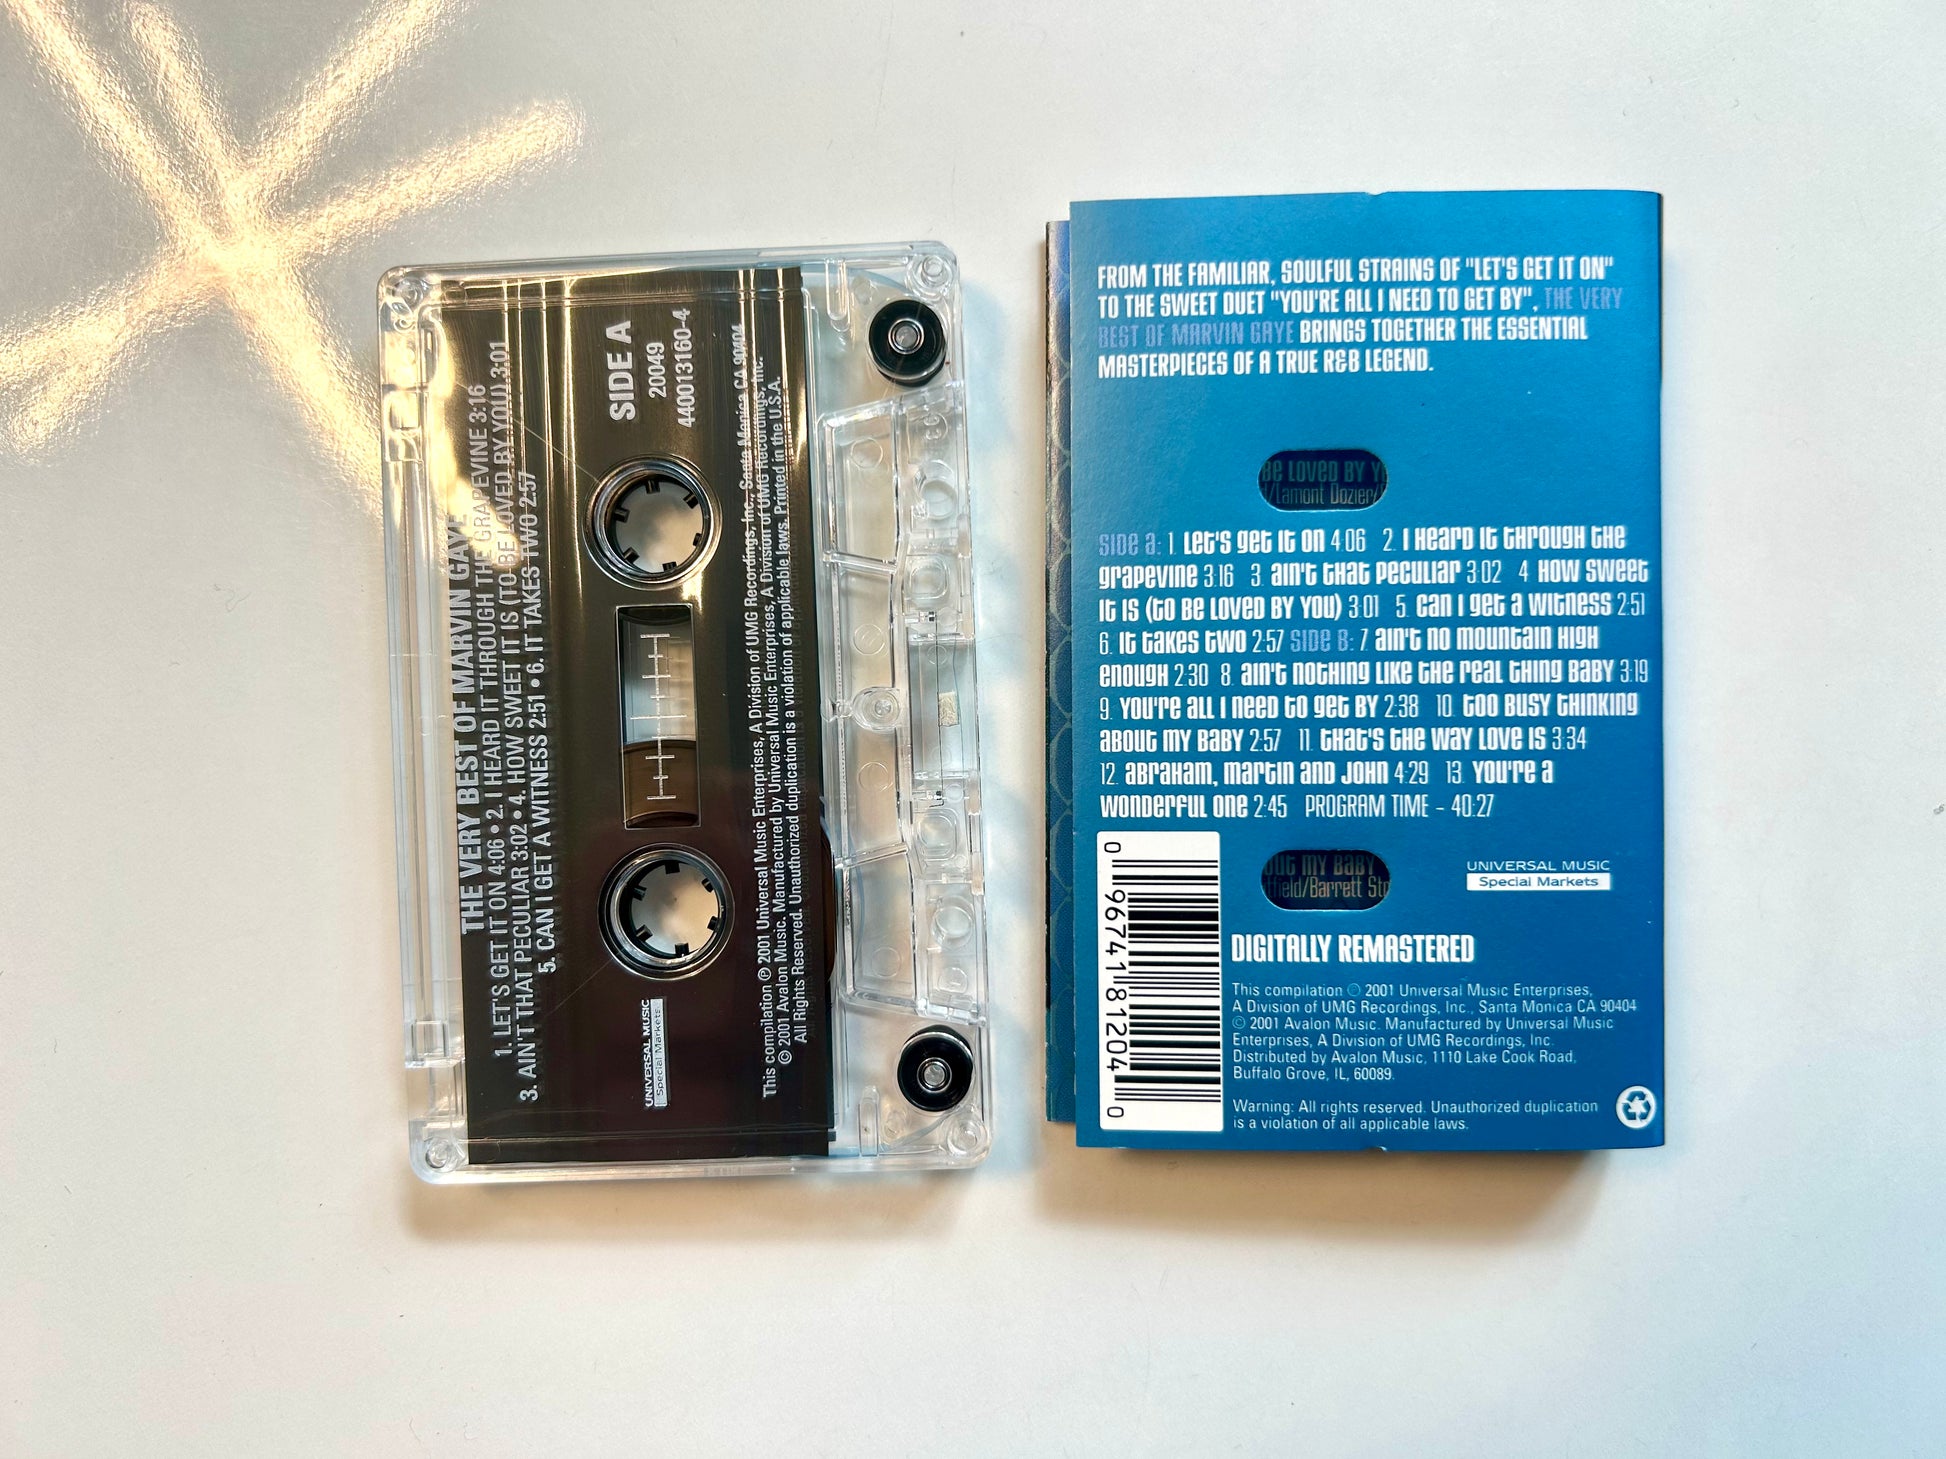 THE VERY BEST OF MARVIN GAYE
1. LET'S GET IT ON 4:06 • 2. I HEARD IT THROUGH THE GRAPEVINE 3:16
3. AIN'T THAT PECULIAR 3:02 • 4. HOW SWEET IT IS (TO BE LOVED BY YOU) 3:01
5. CAN I GET A WITNESS 2:51 • 6. IT TAKES TWO 2:57
SIDE A
20049
440013160-4
UNIVERSAL MUSIC
Special Markets
This compilation ℗ 2001 Universal Music Enterprises, A Division of UMG Recordings, Inc., Santa Monica CA 90404
© 2001 Avalon Music. Manufactured by Universal Music Enterprises, A Division of UMG Recordings, Inc.
All Rights Reserved. Unauthorized duplication is a violation of applicable laws. Printed in the U.S.A.
FROM THE FAMILIAR, SOULFUL STRAINS OF "LET'S GET IT ON"
TO THE SWEET DUET "YOU'RE ALL I NEED TO GET BY", THE VERY
BEST OF MARVIN GAYE BRINGS TOGETHER THE ESSENTIAL
MASTERPIECES OF A TRUE R&B LEGEND.
BE LOVED BY
/Lamont Dozier/
SIDE A: 1. LET'S GET IT ON 4:06 2. I HEARD IT THROUGH THE
GRAPEVINE 3:16 3. AIN'T THAT PECULIAR 3:02 4 HOW SWEET
IT IS (TO BE LOVED BY YOU) 3:01 5. CAN I GET A WITNESS 2:51
6. IT TAKES TWO 2:57 SIDE B: 7. AIN'T NO MOUNTAIN HIGH
ENOUGH 2:30 8. AIN'T NOTHING LIKE THE REAL THING BABY 3:19
9. YOU'RE ALL I NEED TO GET BY 2:38 10. TOO BUSY THINKING
ABOUT MY BABY 2:57 11. THAT'S THE WAY LOVE IS 3:34
12. ABRAHAM, MARTIN AND JOHN 4:29 13. YOU'RE A
WONDERFUL ONE 2:45 PROGRAM TIME - 40:27
MY BABY
/Barrett
UNIVERSAL MUSIC
Special Markets
0 96741 81204 0
DIGITALLY REMASTERED
This compilation ℗ 2001 Universal Music Enterprises,
A Division of UMG Recordings, Inc., Santa Monica CA 90404
© 2001 Avalon Music. Manufactured by Universal Music
Enterprises, A Division of UMG Recordings, Inc.
Distributed by Avalon Music, 1110 Lake Cook Road,
Buffalo Grove, IL, 60089.
Warning: All rights reserved. Unauthorized duplication
is a violation of all applicable laws.